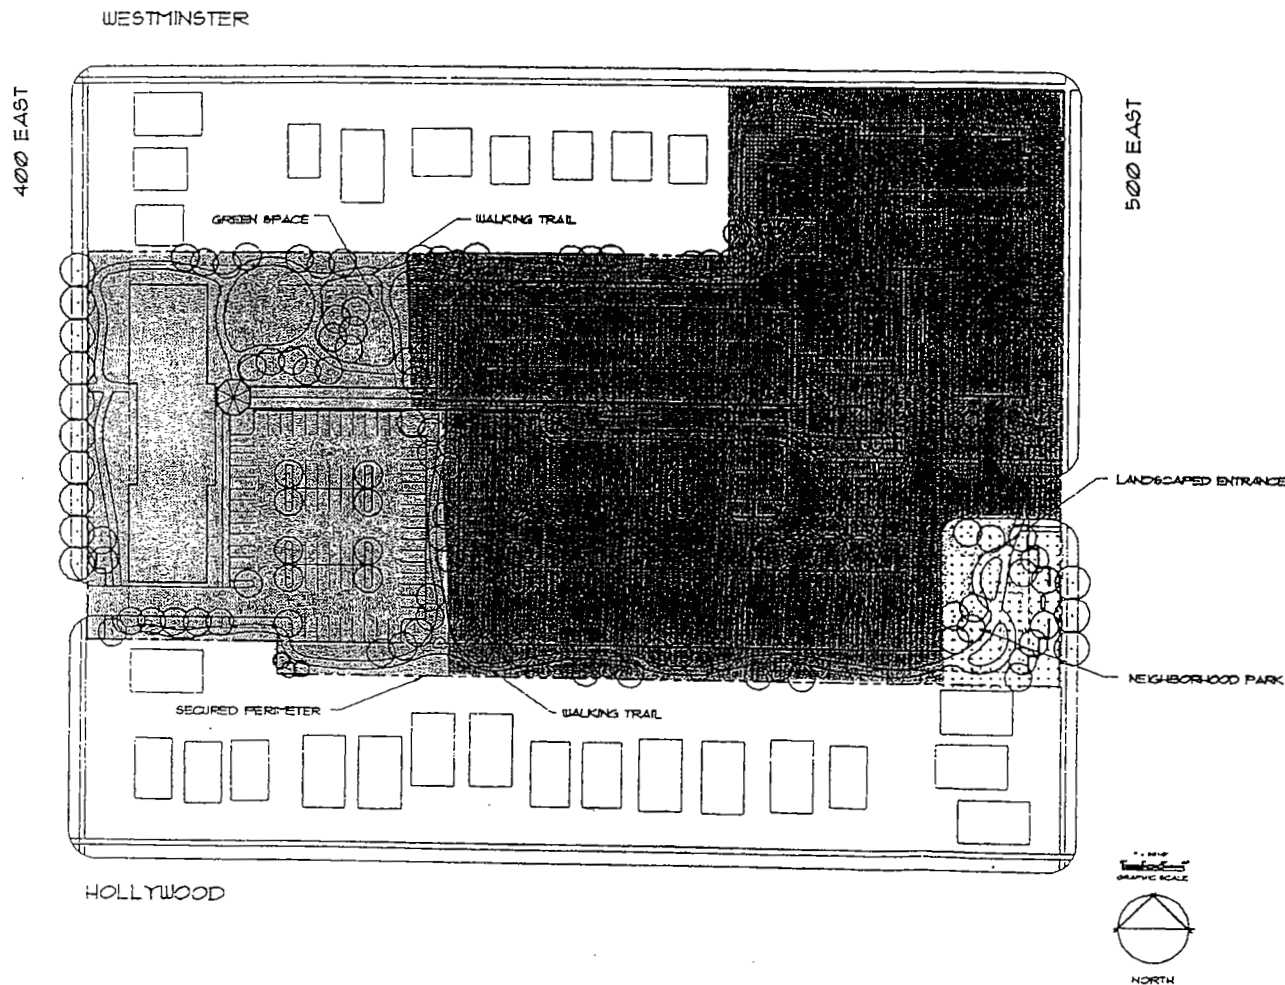 WESTMINSTER
400 EAST
500 EAST
GREEN SPACE
WALKING TRAIL
LANDSCAPED ENTRANCE
NEIGHBORHOOD PARK
SECURED PERIMETER
WALKING TRAIL
HOLLYWOOD
GRAPHIC SCALE
NORTH